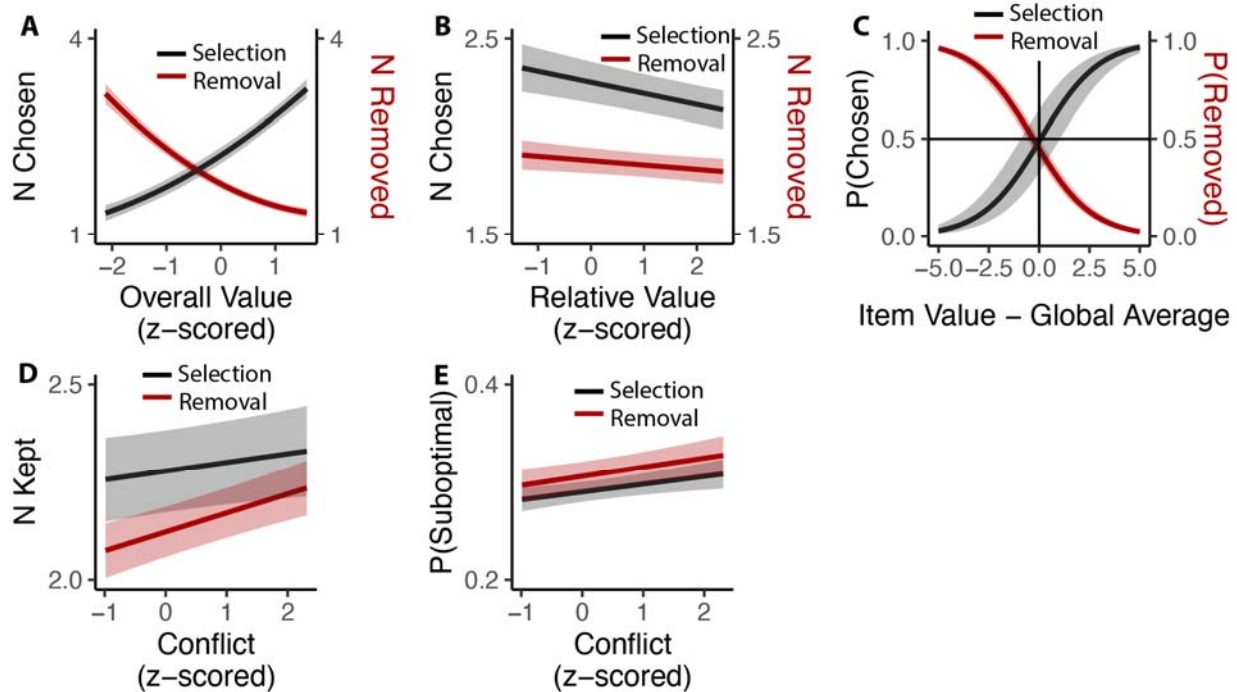 A
4
1
N Chosen
Selection
Removal
4
1
N Removed
−2 −1 0 1
Overall Value
(z−scored)
B
2.5
1.5
N Chosen
Selection
Removal
2.5
1.5
N Removed
−1 0 1 2
Relative Value
(z−scored)
C
Selection
Removal
1.0
0.5
0.0
P(Chosen)
1.0
0.5
0.0
P(Removed)
−5.0 −2.5 0.0 2.5 5.0
Item Value − Global Average
D
2.5
2.0
N Kept
Selection
Removal
−1 0 1 2
Conflict
(z−scored)
E
0.4
0.2
P(Suboptimal)
Selection
Removal
−1 0 1 2
Conflict
(z−scored)